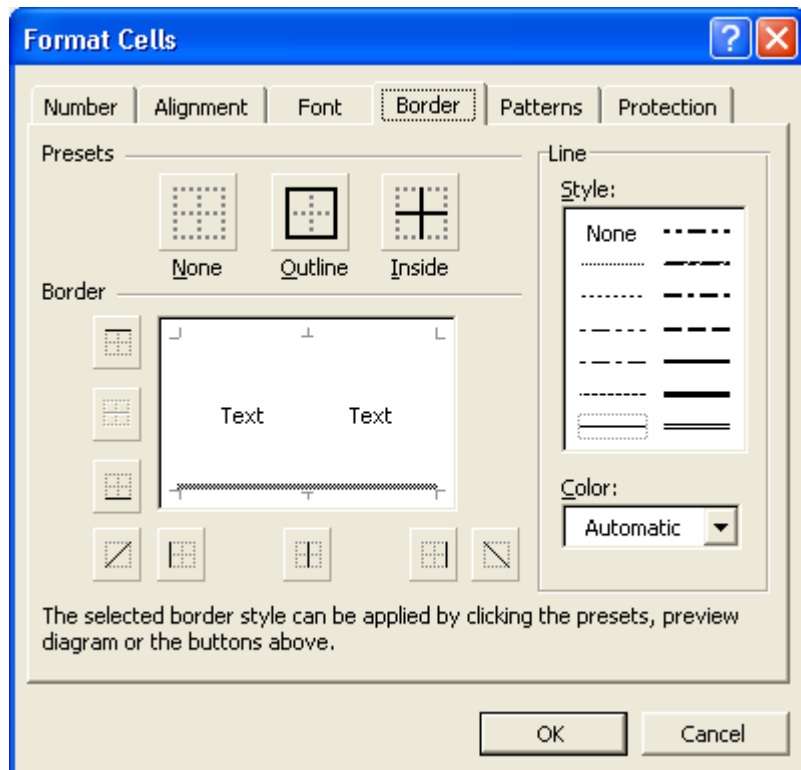 Format Cells
Number Alignment Font Border Patterns Protection
Presets
None Outline Inside
Border
Text Text
Line
Style:
None
Color:
Automatic
The selected border style can be applied by clicking the presets, preview
diagram or the buttons above.
OK Cancel